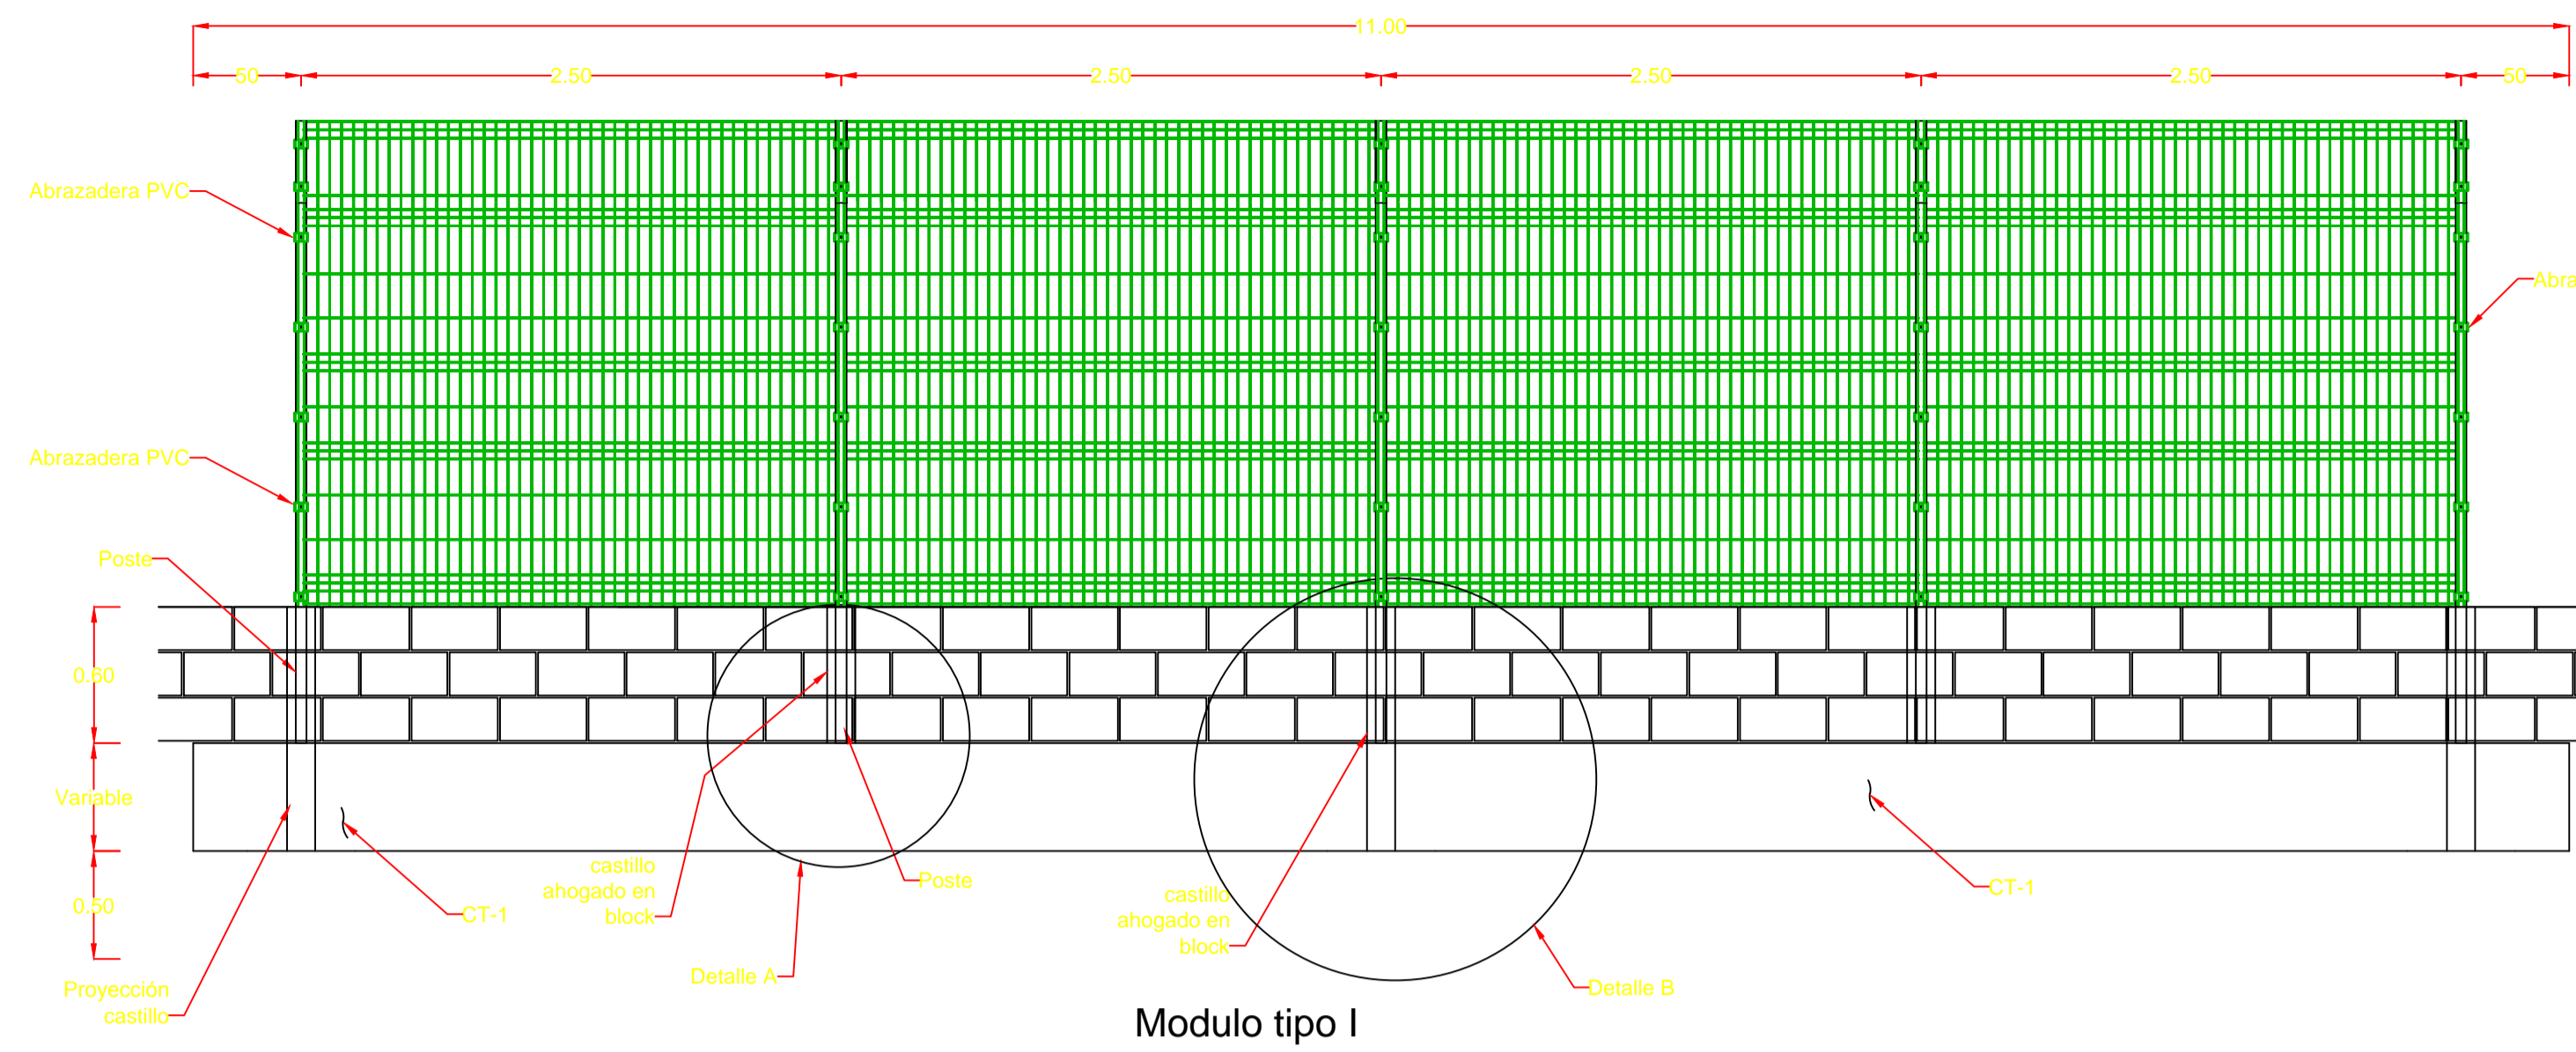 11.00
50
2.50
2.50
2.50
2.50
50
Abrazadera PVC
Abra
Abrazadera PVC
Poste
0.60
Variable
0.50
castillo
ahogado en
block
Poste
CT-1
castillo
ahogado en
block
CT-1
Detalle A
Detalle B
Proyección
castillo
Modulo tipo I